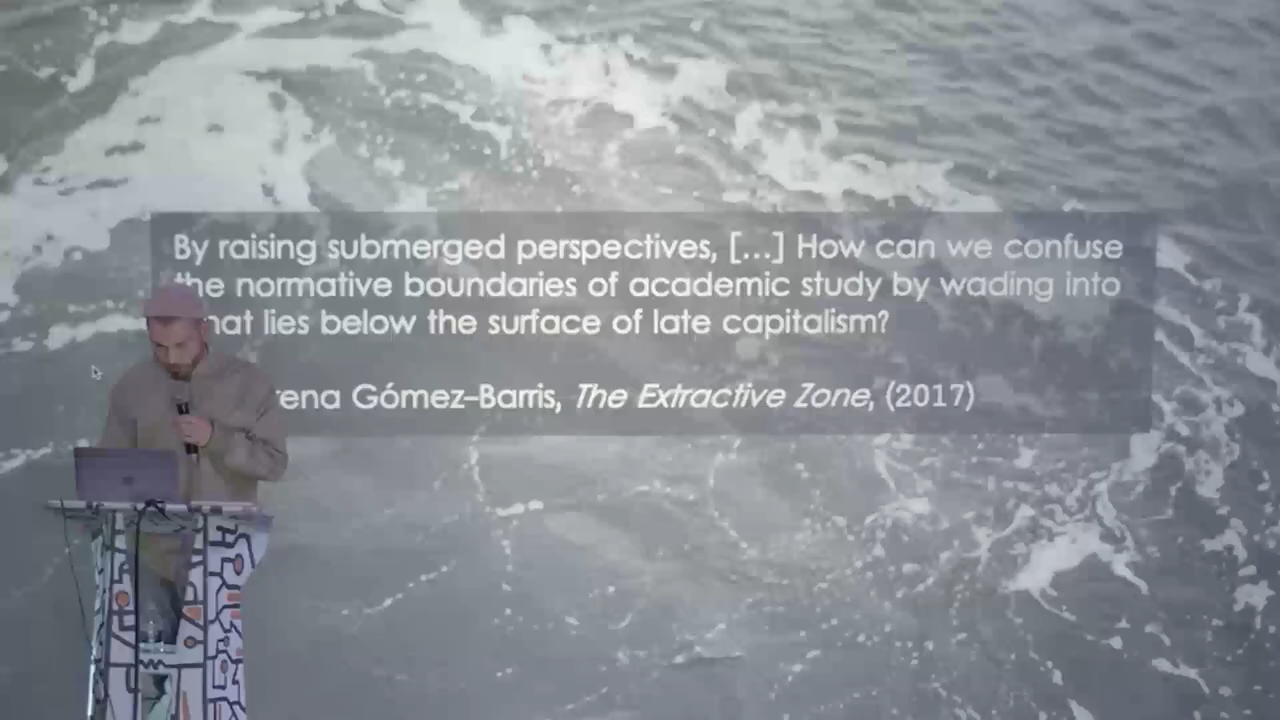 By raising submerged perspectives, [...] How can we confuse
the normative boundaries of academic study by wading into
hat lies below the surface of late capitalism?
rena Gómez-Barris, The Extractive Zone, (2017)